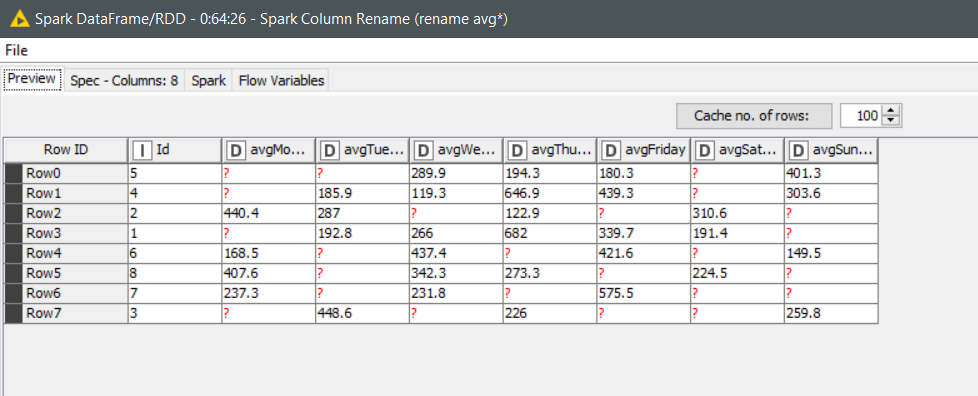 Spark DataFrame/RDD - 0:64:26 - Spark Column Rename (rename avg*)
File
Preview Spec - Columns: 8 Spark Flow Variables
Cache no. of rows: 100
Row ID I Id D avgMo... D avgTue... D avgWe... D avgThu... D avgFriday D avgSat... D avgSun...
Row0 5 ? ? 289.9 194.3 180.3 ? 401.3
Row1 4 ? 185.9 119.3 646.9 439.3 ? 303.6
Row2 2 440.4 287 ? 122.9 ? 310.6 ?
Row3 1 ? 192.8 266 682 339.7 191.4 ?
Row4 6 168.5 ? 437.4 ? 421.6 ? 149.5
Row5 8 407.6 ? 342.3 273.3 ? 224.5 ?
Row6 7 237.3 ? 231.8 ? 575.5 ? ?
Row7 3 ? 448.6 ? 226 ? ? 259.8